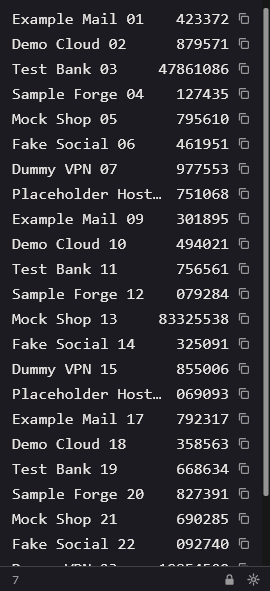 Example Mail 01 423372
Demo Cloud 02 879571
Test Bank 03 47861086
Sample Forge 04 127435
Mock Shop 05 795610
Fake Social 06 461951
Dummy VPN 07 977553
Placeholder Host… 751068
Example Mail 09 301895
Demo Cloud 10 494021
Test Bank 11 756561
Sample Forge 12 079284
Mock Shop 13 83325538
Fake Social 14 325091
Dummy VPN 15 855006
Placeholder Host… 069093
Example Mail 17 792317
Demo Cloud 18 358563
Test Bank 19 668634
Sample Forge 20 827391
Mock Shop 21 690285
Fake Social 22 092740
7